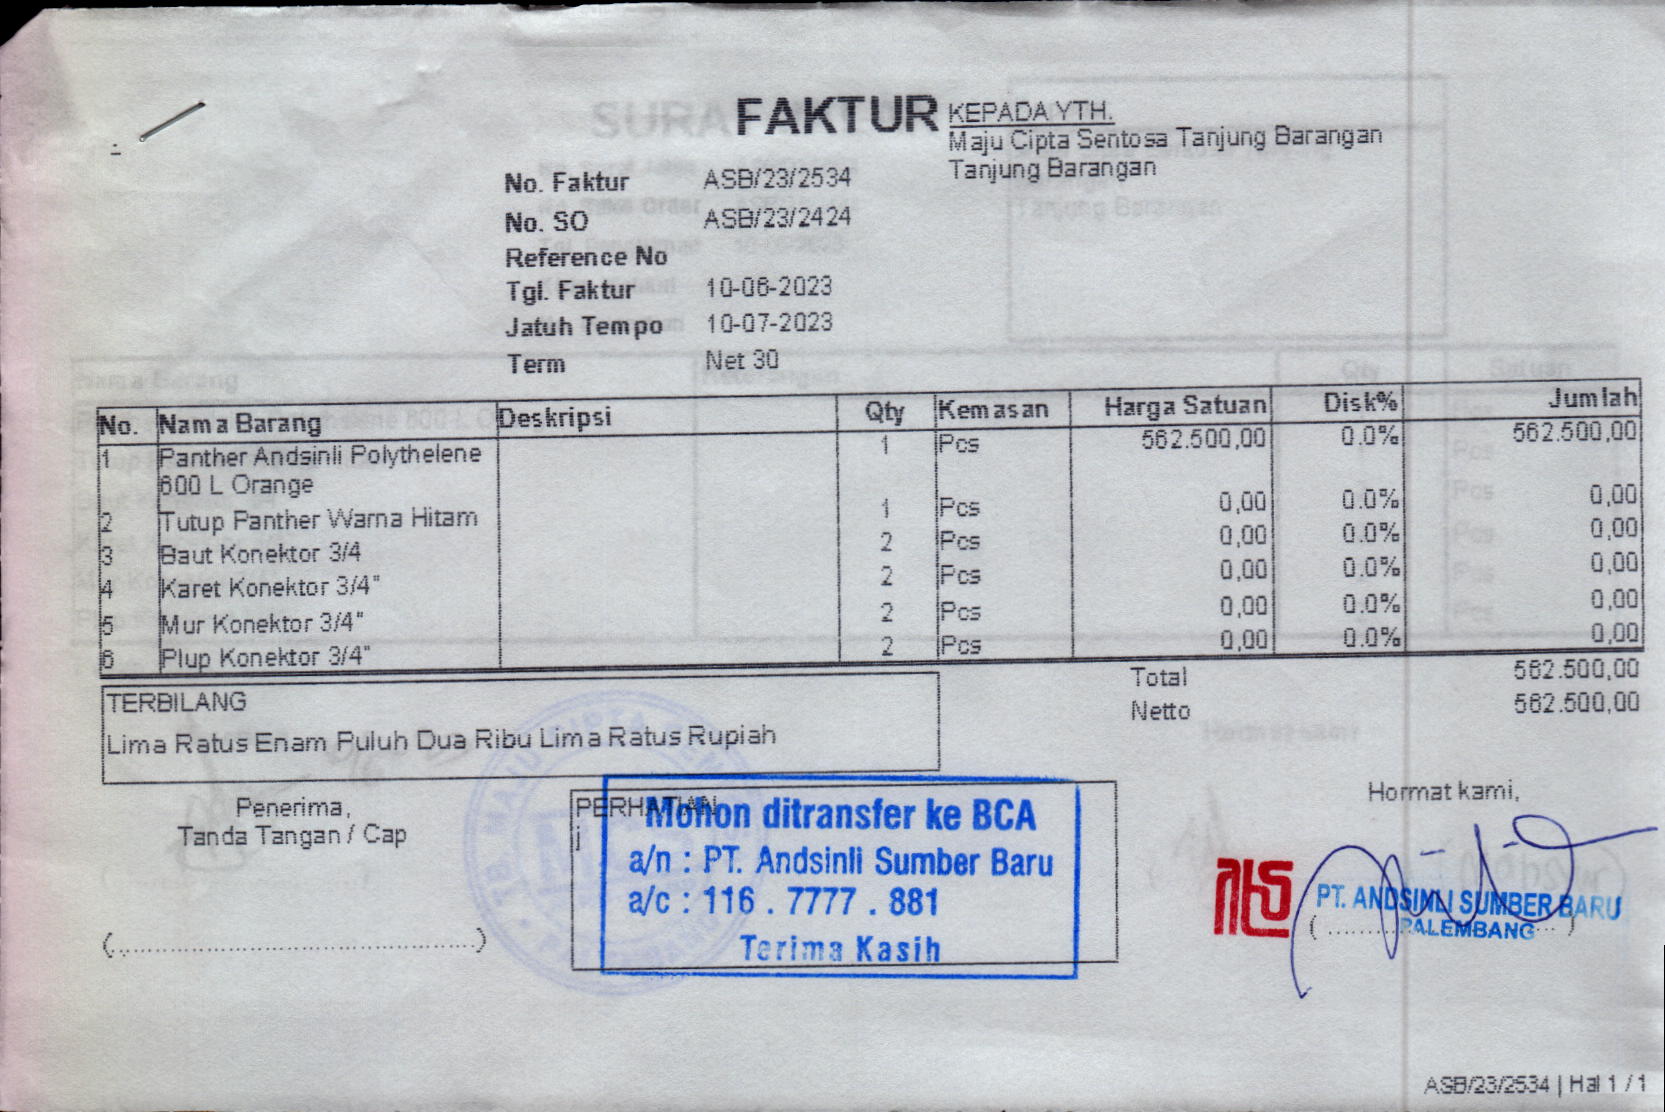 FAKTUR
KEPADA YTH.
Maju Cipta Sentosa Tanjung Barangan
Tanjung Barangan
No. Faktur ASB/23/2534
No. SO ASB/23/2424
Reference No
Tgl. Faktur 10-06-2023
Jatuh Tempo 10-07-2023
Term Net 30
No. Nama Barang Deskripsi Qty Kemasan Harga Satuan Disk% Jumlah
1 Panther Andsinli Polythelene 1 Pcs 562.500,00 0.0% 562.500,00
600 L Orange
2 Tutup Panther Warna Hitam 1 Pcs 0,00 0.0% 0,00
3 Baut Konektor 3/4 2 Pcs 0,00 0.0% 0,00
4 Karet Konektor 3/4" 2 Pcs 0,00 0.0% 0,00
5 Mur Konektor 3/4" 2 Pcs 0,00 0.0% 0,00
6 Plup Konektor 3/4" 2 Pcs 0,00 0.0% 0,00
Total 562.500,00
Netto 562.500,00
TERBILANG
Lima Ratus Enam Puluh Dua Ribu Lima Ratus Rupiah
Penerima,
Tanda Tangan / Cap
(.................................................)
PERHATIAN
j
Mohon ditransfer ke BCA
a/n : PT. Andsinli Sumber Baru
a/c : 116 . 7777 . 881
Terima Kasih
Hormat kami,
PT. ANDSINLI SUMBER BARU
PALEMBANG
ASB/23/2534 | Hal 1 / 1